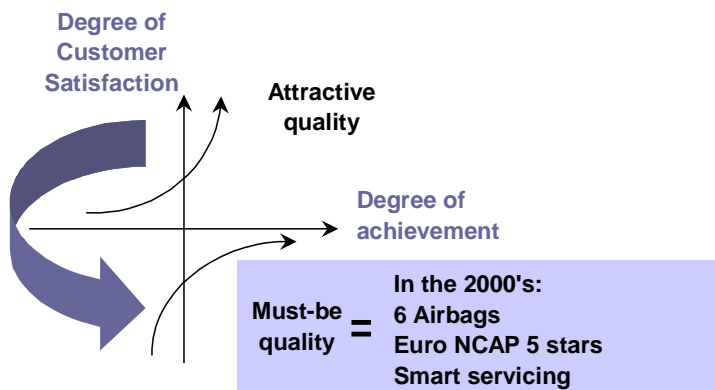 Degree of
Customer
Satisfaction
Attractive
quality
Degree of
achievement
Must-be
quality
=
In the 2000's:
6 Airbags
Euro NCAP 5 stars
Smart servicing